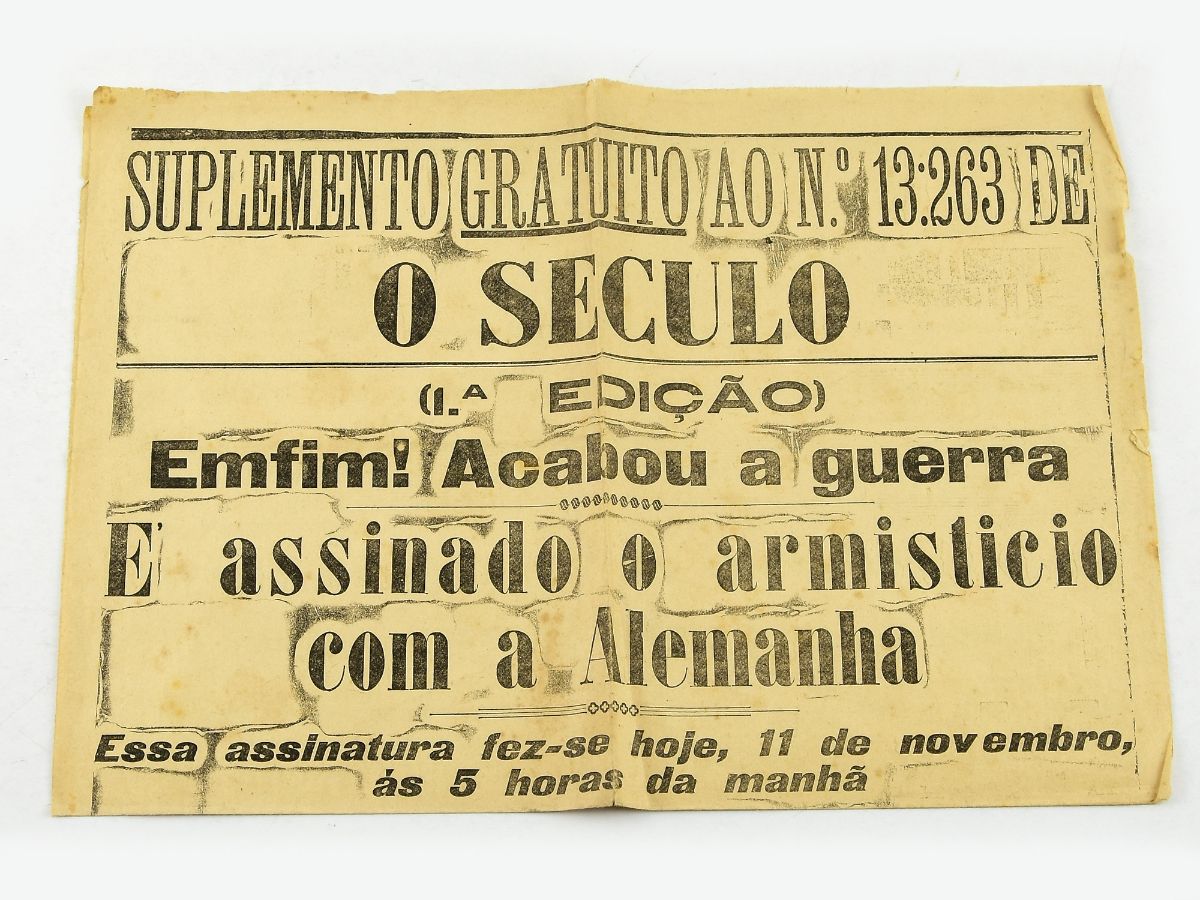 SUPLEMENTO GRATUITO AO N.º 13:263 DE
O SECULO
(1.ª EDIÇÃO)
Emfim! Acabou a guerra
E' assinado o armisticio
com a Alemanha
Essa assinatura fez-se hoje, 11 de novembro,
ás 5 horas da manhã